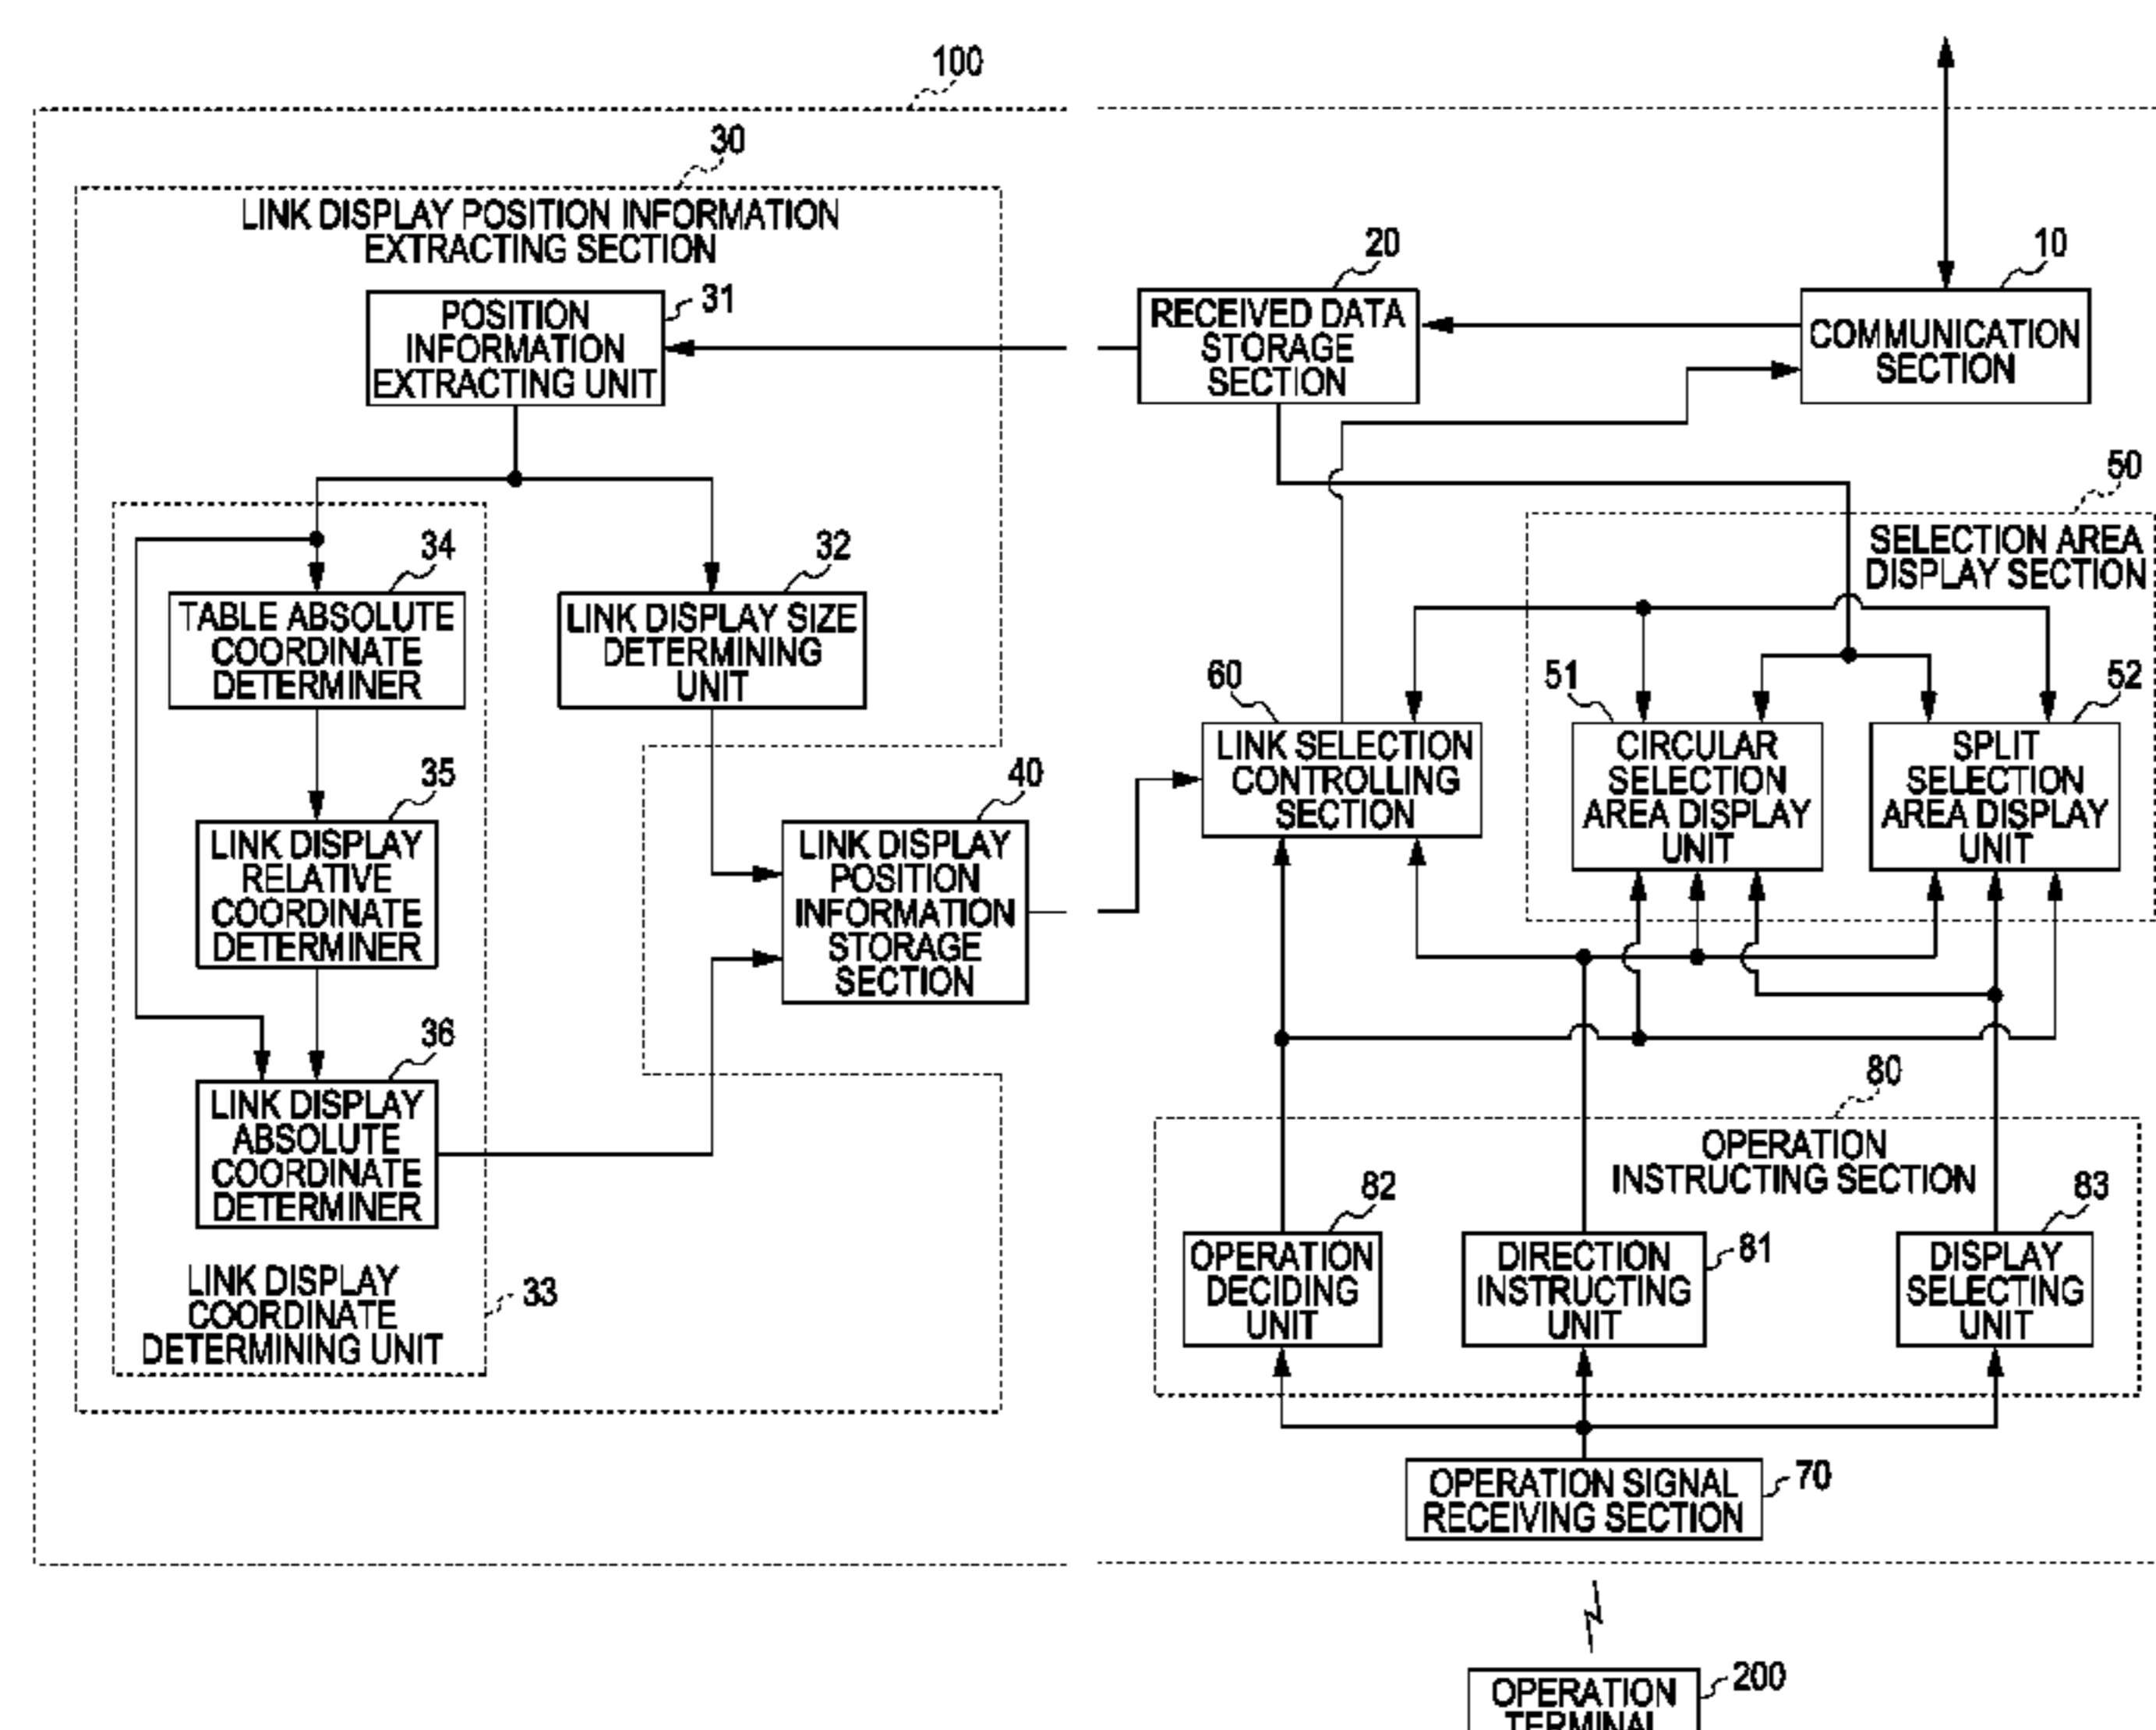 100
30
LINK DISPLAY POSITION INFORMATION
EXTRACTING SECTION
31
POSITION
INFORMATION
EXTRACTING UNIT
20
RECEIVED DATA
STORAGE
SECTION
10
COMMUNICATION
SECTION
34
TABLE ABSOLUTE
COORDINATE
DETERMINER
32
LINK DISPLAY SIZE
DETERMINING
UNIT
35
LINK DISPLAY
RELATIVE
COORDINATE
DETERMINER
40
LINK DISPLAY
POSITION
INFORMATION
STORAGE
SECTION
36
LINK DISPLAY
ABSOLUTE
COORDINATE
DETERMINER
LINK DISPLAY
COORDINATE
DETERMINING UNIT
33
50
SELECTION AREA
DISPLAY SECTION
60
LINK SELECTION
CONTROLLING
SECTION
51
CIRCULAR
SELECTION
AREA DISPLAY
UNIT
52
SPLIT
SELECTION
AREA DISPLAY
UNIT
80
OPERATION
INSTRUCTING SECTION
82
OPERATION
DECIDING
UNIT
81
DIRECTION
INSTRUCTING
UNIT
83
DISPLAY
SELECTING
UNIT
70
OPERATION SIGNAL
RECEIVING SECTION
200
OPERATION
TERMINAL